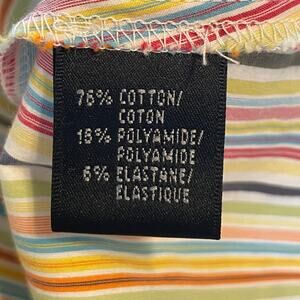 76% COTTON/
COTON
18% POLYAMIDE/
POLYAMIDE
6% ELASTANE/
ELASTIQUE